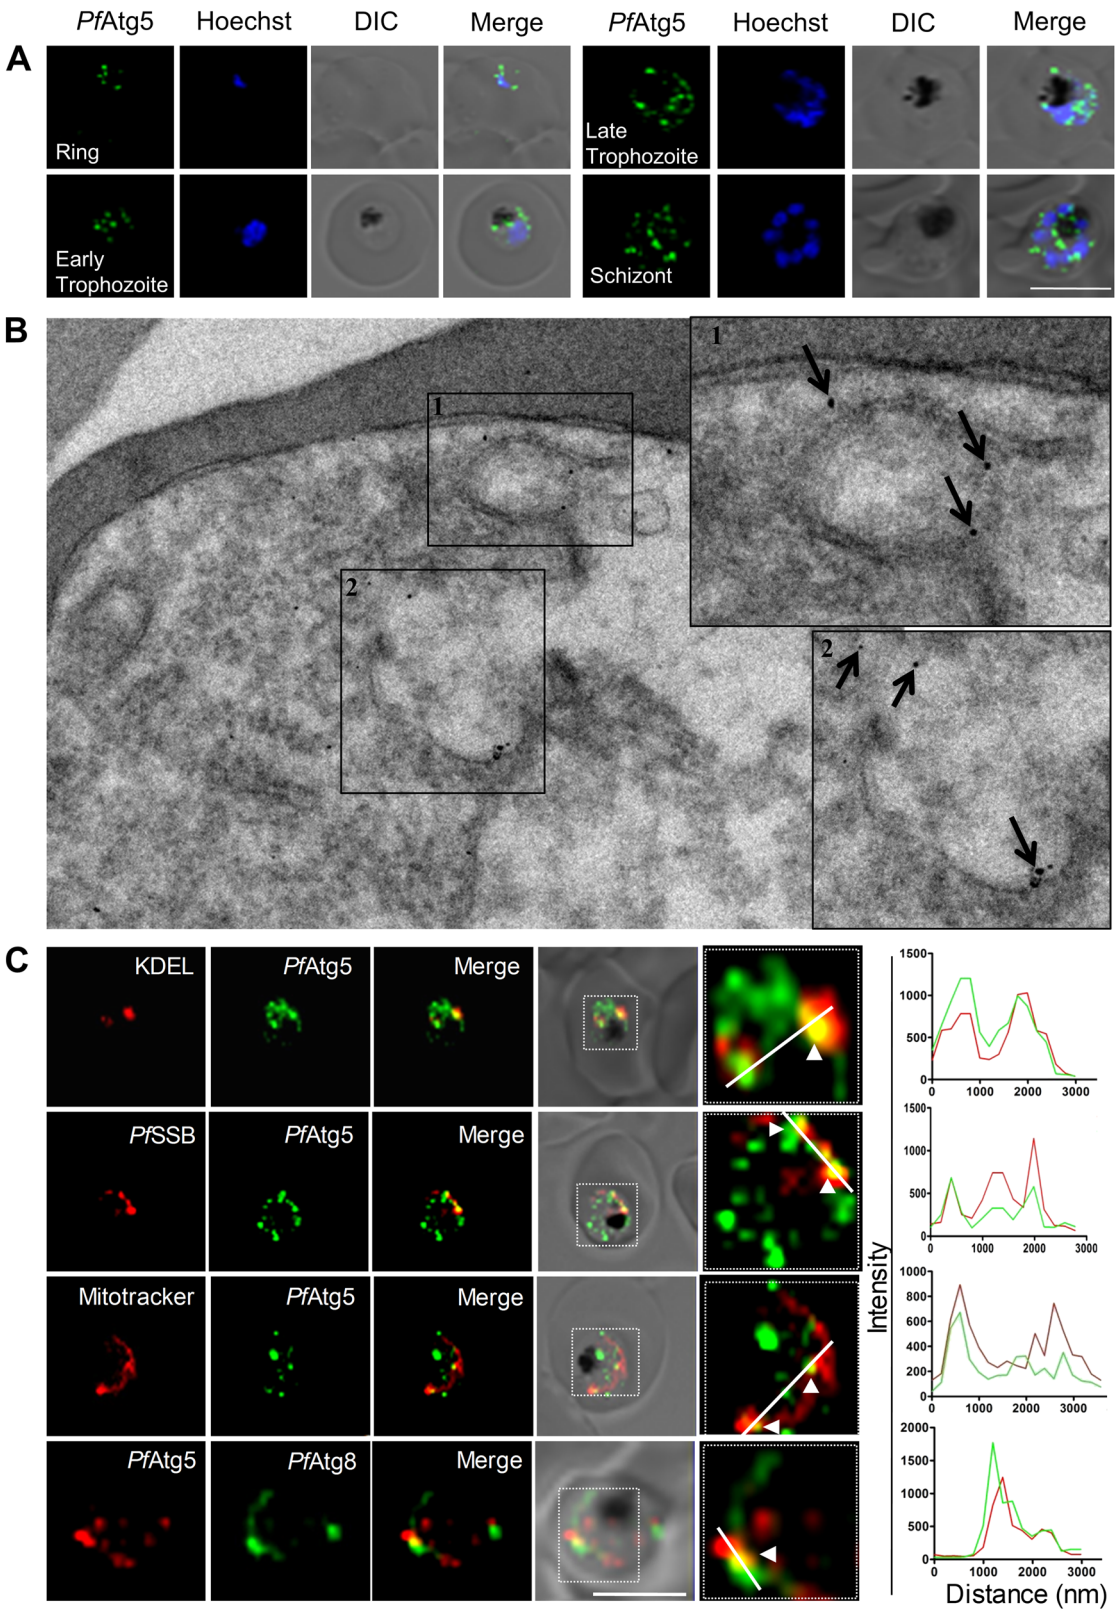 PfAtg5 Hoechst DIC Merge PfAtg5 Hoechst DIC Merge
A
Ring
Late
Trophozoite
Early
Trophozoite
Schizont
B
1
2
1
2
C
KDEL PfAtg5 Merge
PfSSB PfAtg5 Merge
Mitotracker PfAtg5 Merge
PfAtg5 PfAtg8 Merge
Intensity
1500
1000
500
0
0 1000 2000 3000
1500
1000
500
0
0 1000 2000 3000
1000
800
600
400
200
0
0 1000 2000 3000
2000
1500
1000
500
0
0 1000 2000 3000
Distance (nm)